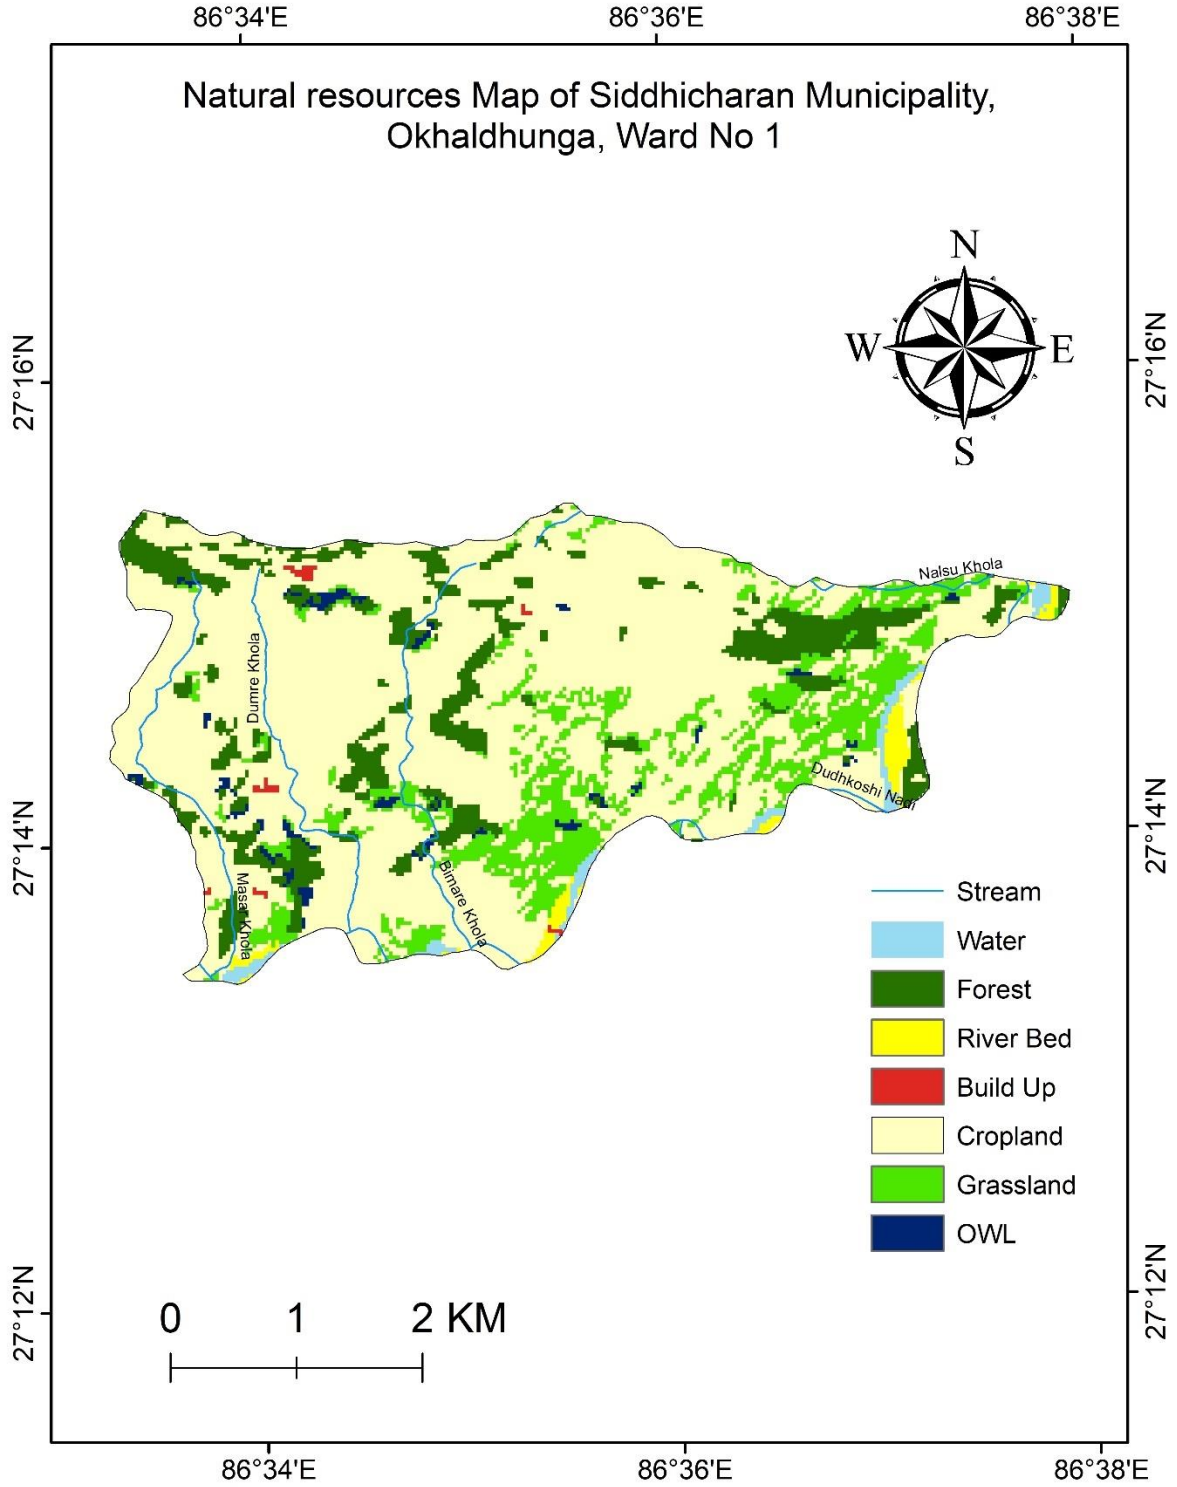 86°34'E
86°36'E
86°38'E
Natural resources Map of Siddhicharan Municipality,
Okhaldhunga, Ward No 1
N
W
E
S
27°16'N
27°16'N
Nalsu Khola
Dumre Khola
Dudhkoshi Nadi
27°14'N
27°14'N
Masar Khola
Bimare Khola
Stream
Water
Forest
River Bed
Build Up
Cropland
Grassland
OWL
27°12'N
27°12'N
0 1 2 KM
86°34'E
86°36'E
86°38'E